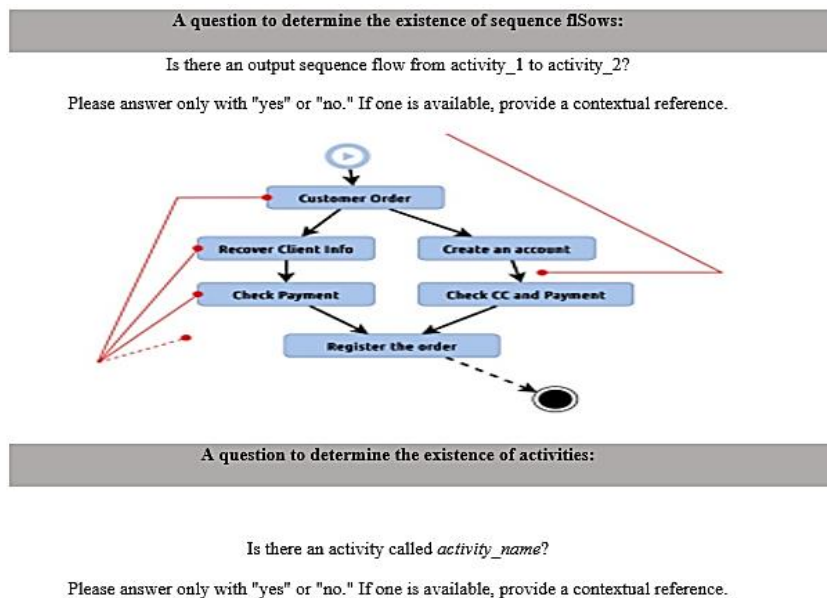 A question to determine the existence of sequence flSows:
Is there an output sequence flow from activity_1 to activity_2?
Please answer only with "yes" or "no." If one is available, provide a contextual reference.
Customer Order
Recover Client Info
Create an account
Check Payment
Check CC and Payment
Register the order
A question to determine the existence of activities:
Is there an activity called activity_name?
Please answer only with "yes" or "no." If one is available, provide a contextual reference.